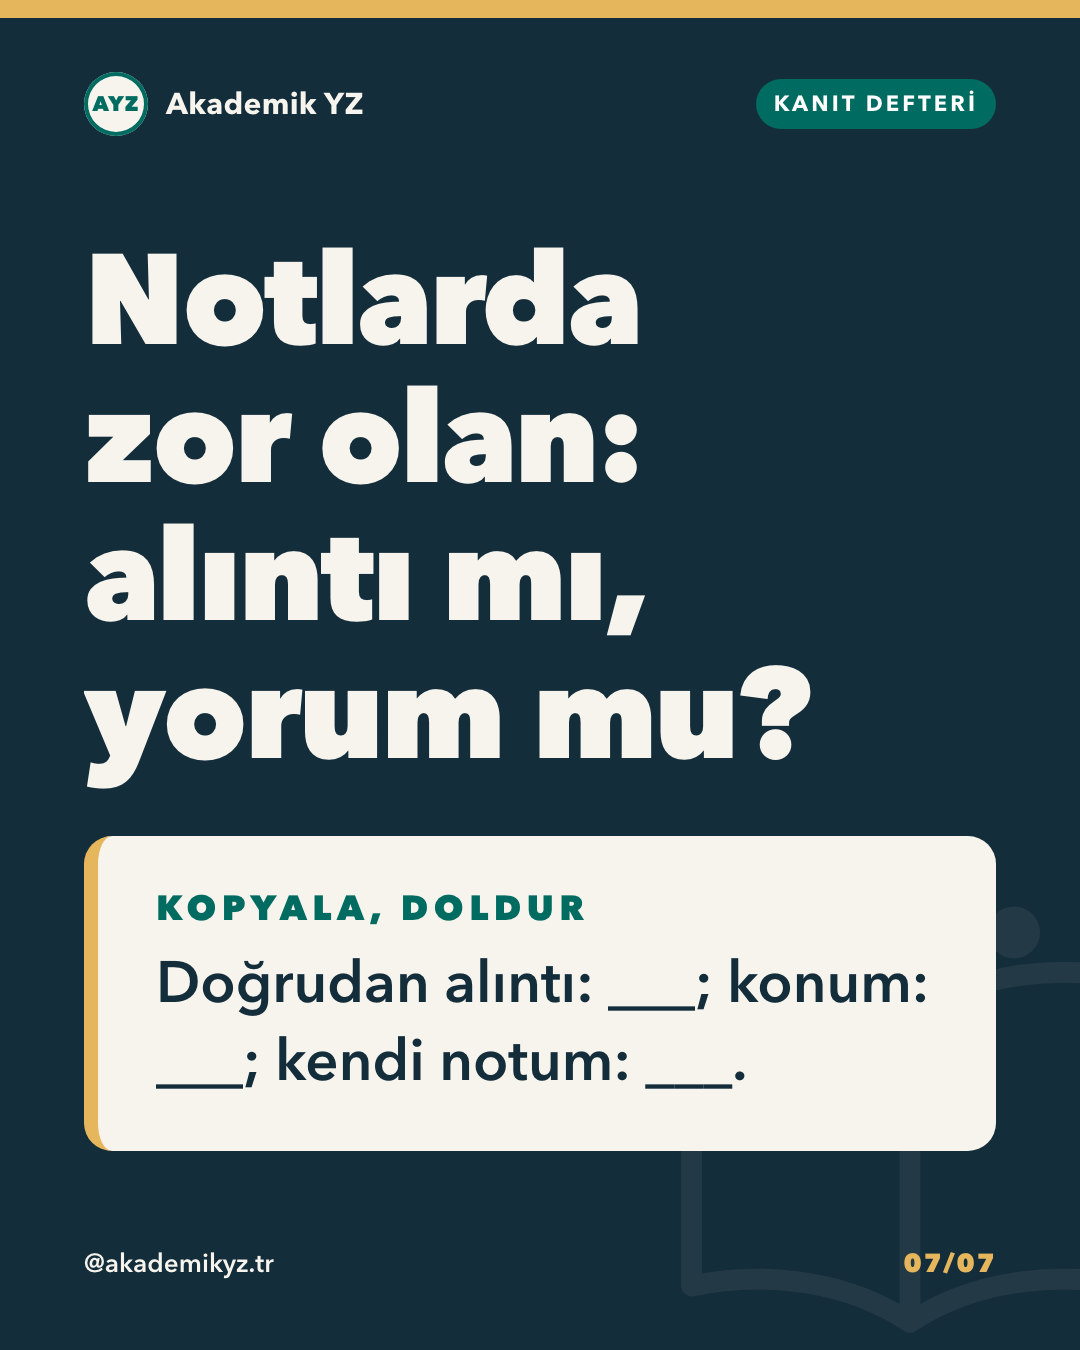 AYZ
Akademik YZ
KANIT DEFTERİ
Notlarda
zor olan:
alıntı mı,
yorum mu?
KOPYALA, DOLDUR
Doğrudan alıntı: ___; konum:
___; kendi notum: ___.
@akademikyz.tr
07/07